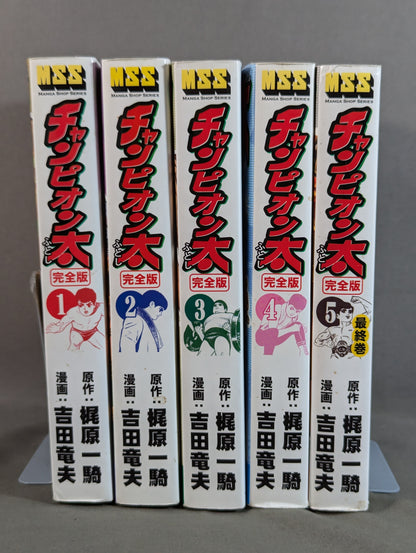 MSS
MANGA SHOP SERIES
チャンピオン太
ふとし
完全版
1
原作：梶原一騎
漫画：吉田竜夫
MSS
MANGA SHOP SERIES
チャンピオン太
ふとし
完全版
2
原作：梶原一騎
漫画：吉田竜夫
MSS
MANGA SHOP SERIES
チャンピオン太
ふとし
完全版
3
原作：梶原一騎
漫画：吉田竜夫
MSS
MANGA SHOP SERIES
チャンピオン太
ふとし
完全版
4
原作：梶原一騎
漫画：吉田竜夫
MSS
MANGA SHOP SERIES
チャンピオン太
ふとし
完全版
5
最終巻
原作：梶原一騎
漫画：吉田竜夫